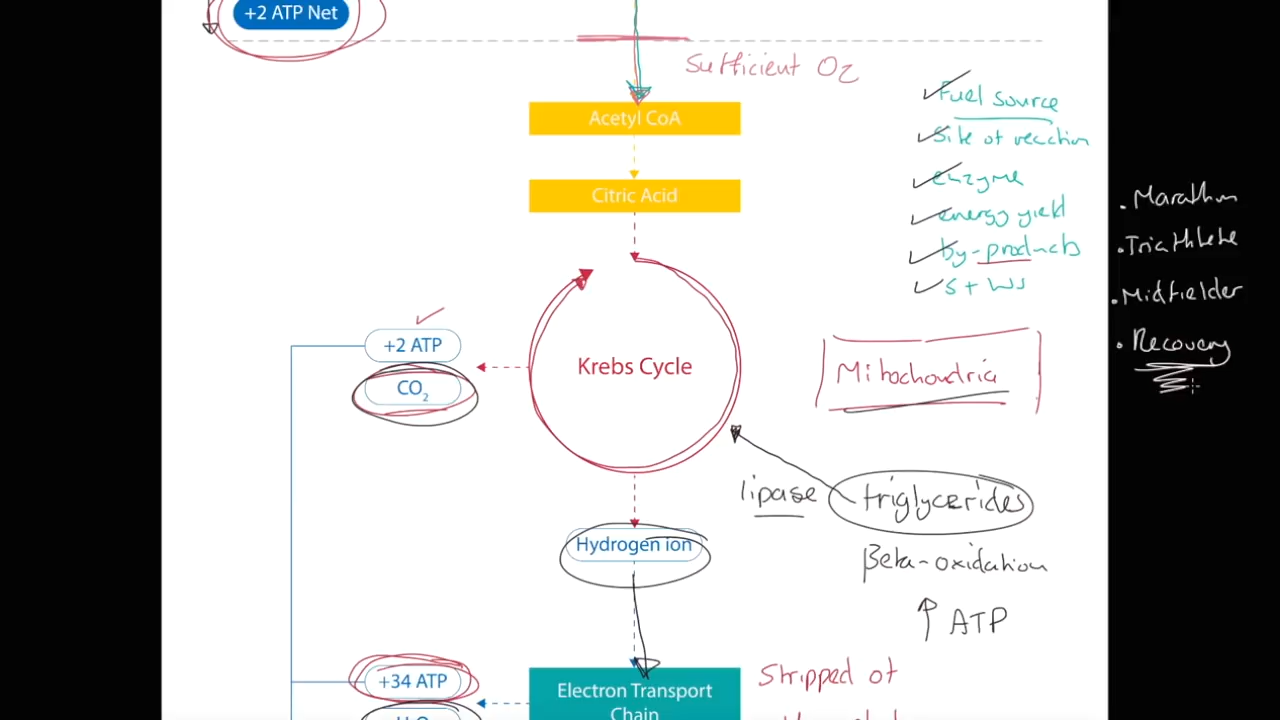 +2 ATP Net
Sufficient O2
Acetyl CoA
Citric Acid
Krebs Cycle
+2 ATP
CO2
Hydrogen ion
+34 ATP
Electron Transport
Chain
Stripped of
Fuel source
Site of reaction
enzyme
energy yield
by-products
S + Ws
Mitochondria
lipase
triglycerides
Beta-oxidation
↑ ATP
. Marathon
. Triathlete
. Midfielder
. Recovery